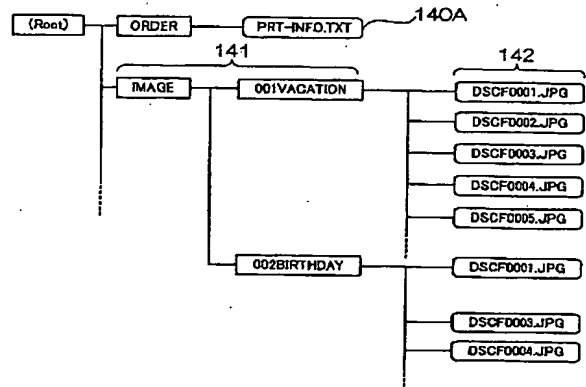 (Root) ORDER PRT-INFO.TXT 140A
141 142
IMAGE 001VACATION DSCF0001.JPG
DSCF0002.JPG
DSCF0003.JPG
DSCF0004.JPG
DSCF0005.JPG
002BIRTHDAY DSCF0001.JPG
DSCF0003.JPG
DSCF0004.JPG